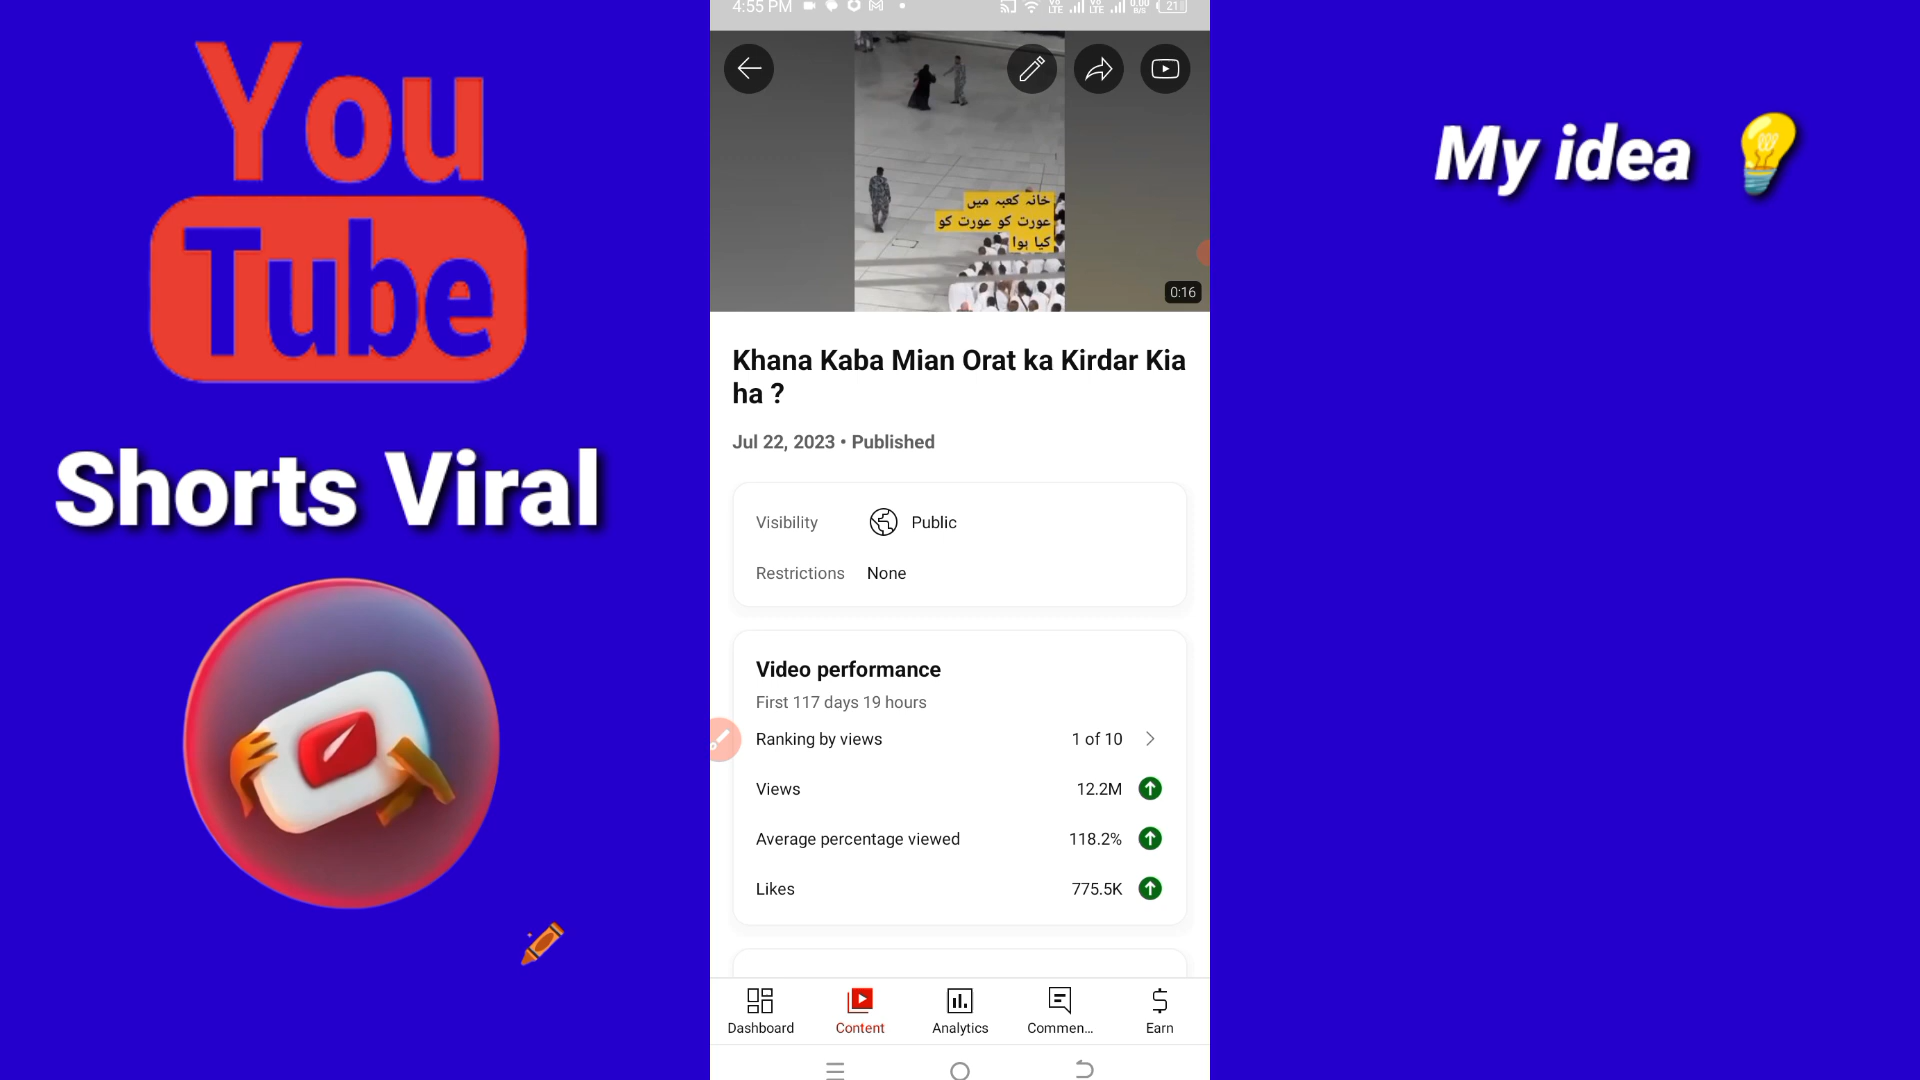 You
Tube
Shorts Viral
My idea
4:55 PM
21
خانہ کعبہ میں
عورت کو عورت کو
کیا ہوا
0:16
Khana Kaba Mian Orat ka Kirdar Kia
ha ?
Jul 22, 2023 • Published
Visibility Public
Restrictions None
Video performance
First 117 days 19 hours
Ranking by views 1 of 10
Views 12.2M
Average percentage viewed 118.2%
Likes 775.5K
Dashboard Content Analytics Commen... Earn